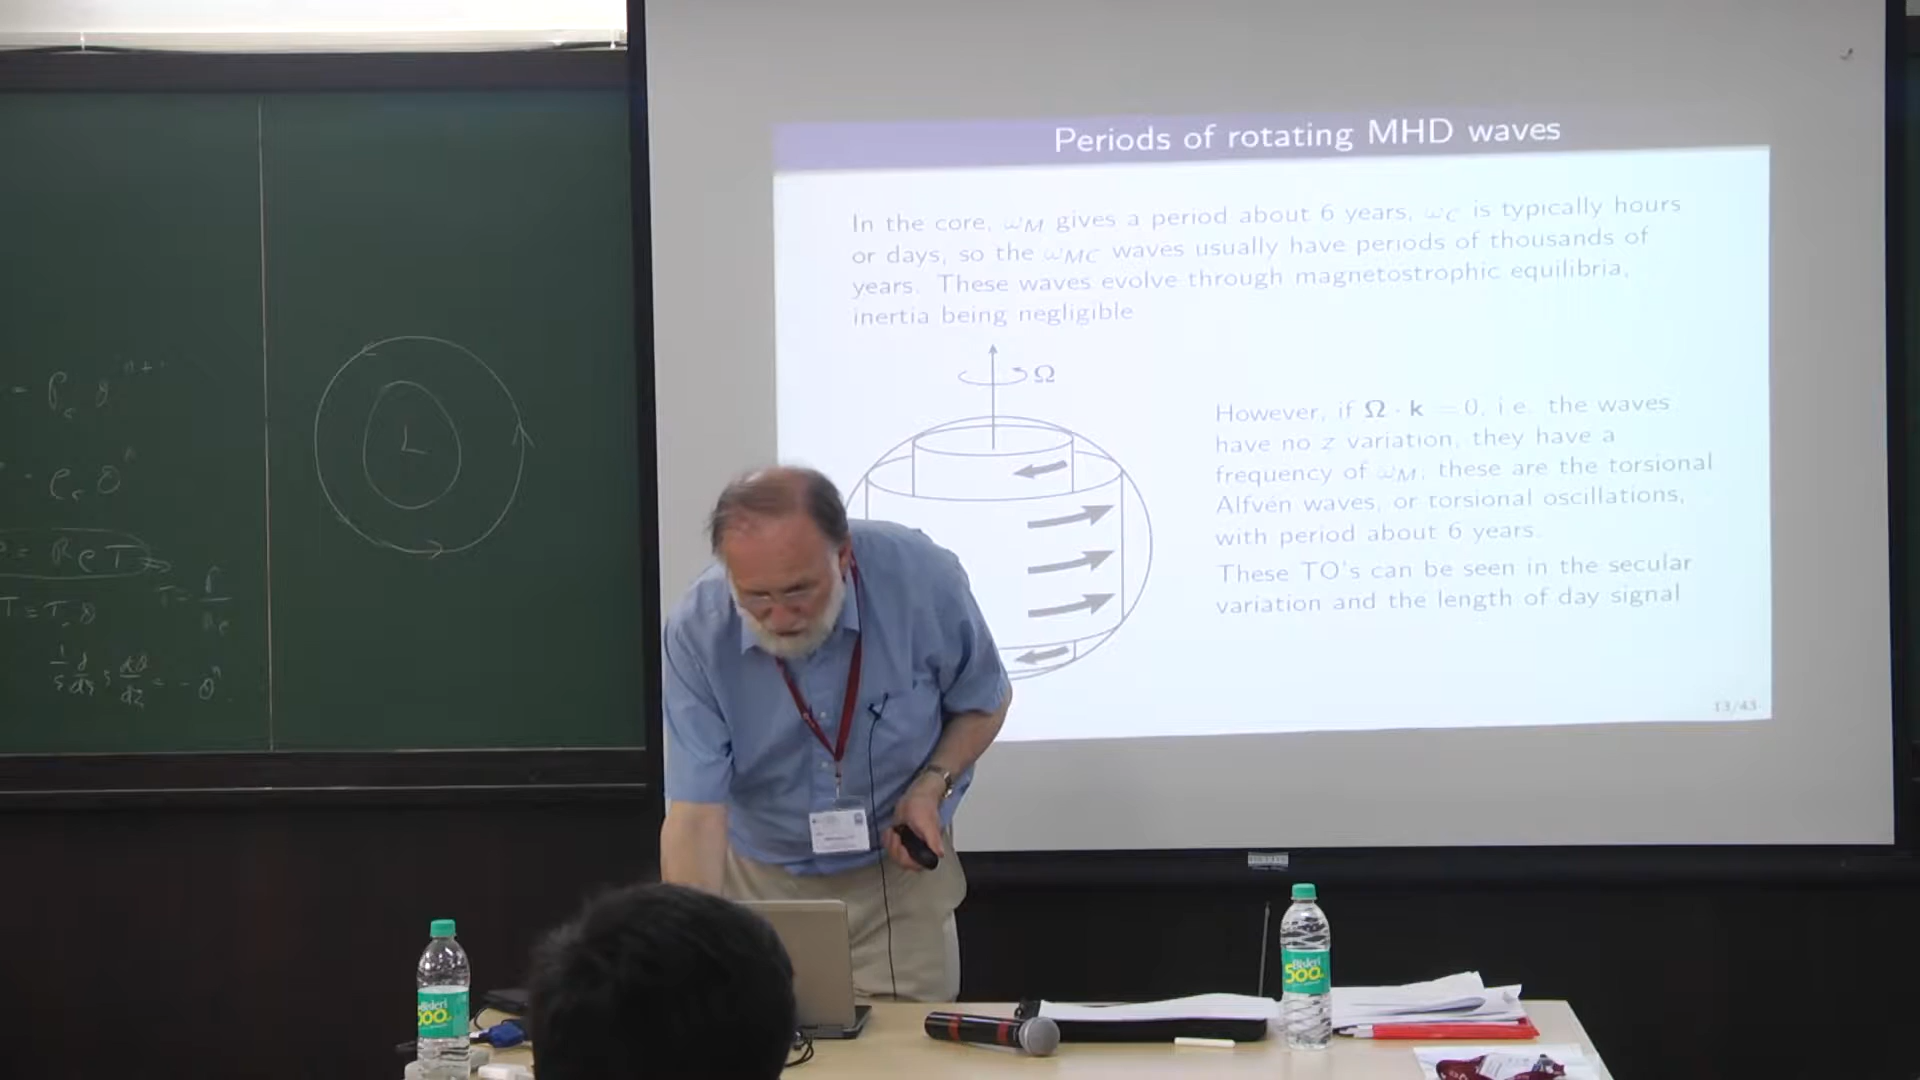 Periods of rotating MHD waves
In the core, ω_M gives a period about 6 years, ω_C is typically hours
or days, so the ω_MC waves usually have periods of thousands of
years. These waves evolve through magnetostrophic equilibria,
inertia being negligible
Ω
However, if Ω · k = 0, i.e. the waves
have no z variation, they have a
frequency of ω_M, these are the torsional
Alfvén waves, or torsional oscillations,
with period about 6 years.
These TO's can be seen in the secular
variation and the length of day signal
13/43
L
Bisleri
500
Bisleri
500